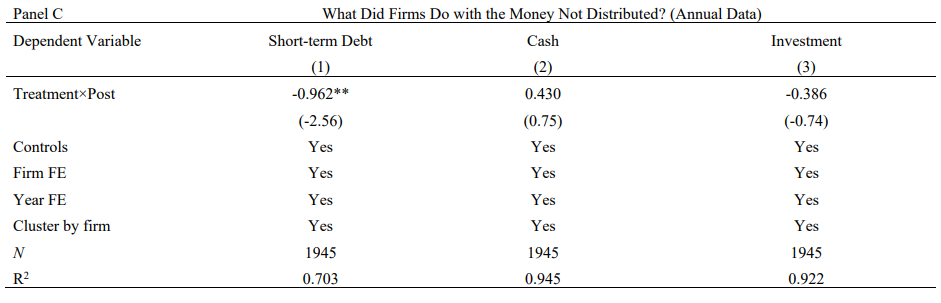 Panel C What Did Firms Do with the Money Not Distributed? (Annual Data)
Dependent Variable Short-term Debt Cash Investment
(1) (2) (3)
Treatment×Post -0.962** 0.430 -0.386
(-2.56) (0.75) (-0.74)
Controls Yes Yes Yes
Firm FE Yes Yes Yes
Year FE Yes Yes Yes
Cluster by firm Yes Yes Yes
N 1945 1945 1945
R² 0.703 0.945 0.922